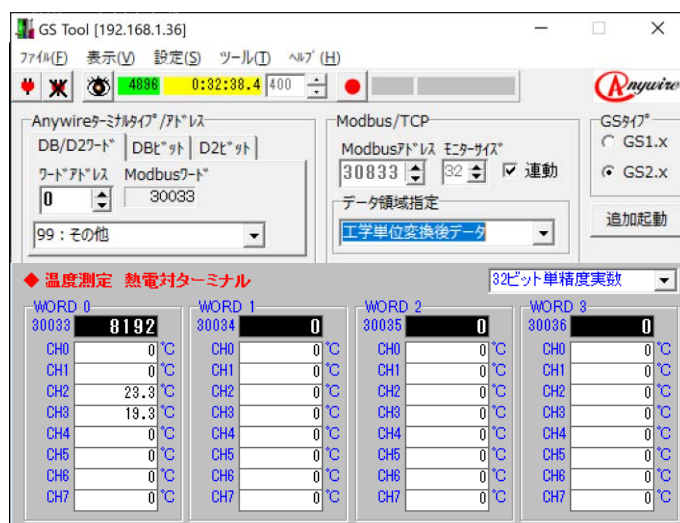 GS Tool [192.168.1.36]
ファイル(F) 表示(V) 設定(S) ツール(T) ヘルプ(H)
4896 0:32:38.4 400 Anywire
Anywireターミナルタイプ/アドレス
DB/D2ワード DBビット D2ビット
ワードアドレス Modbusワード
0 30033
99：その他
Modbus/TCP
Modbusアドレス モニターサイズ
30833 32 連動
データ領域指定
工学単位変換後データ
GSタイプ
GS1.x
GS2.x
追加起動
◆ 温度測定 熱電対ターミナル 32ビット単精度実数
WORD 0 WORD 1 WORD 2 WORD 3
30033 8192 30034 0 30035 0 30036 0
CH0 0 ℃ CH0 0 ℃ CH0 0 ℃ CH0 0 ℃
CH1 0 ℃ CH1 0 ℃ CH1 0 ℃ CH1 0 ℃
CH2 23.3 ℃ CH2 0 ℃ CH2 0 ℃ CH2 0 ℃
CH3 19.3 ℃ CH3 0 ℃ CH3 0 ℃ CH3 0 ℃
CH4 0 ℃ CH4 0 ℃ CH4 0 ℃ CH4 0 ℃
CH5 0 ℃ CH5 0 ℃ CH5 0 ℃ CH5 0 ℃
CH6 0 ℃ CH6 0 ℃ CH6 0 ℃ CH6 0 ℃
CH7 0 ℃ CH7 0 ℃ CH7 0 ℃ CH7 0 ℃